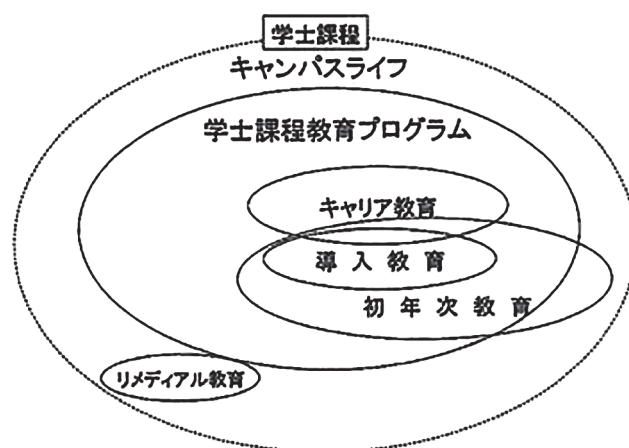 学士課程
キャンパスライフ
学士課程教育プログラム
キャリア教育
導入教育
初年次教育
リメディアル教育